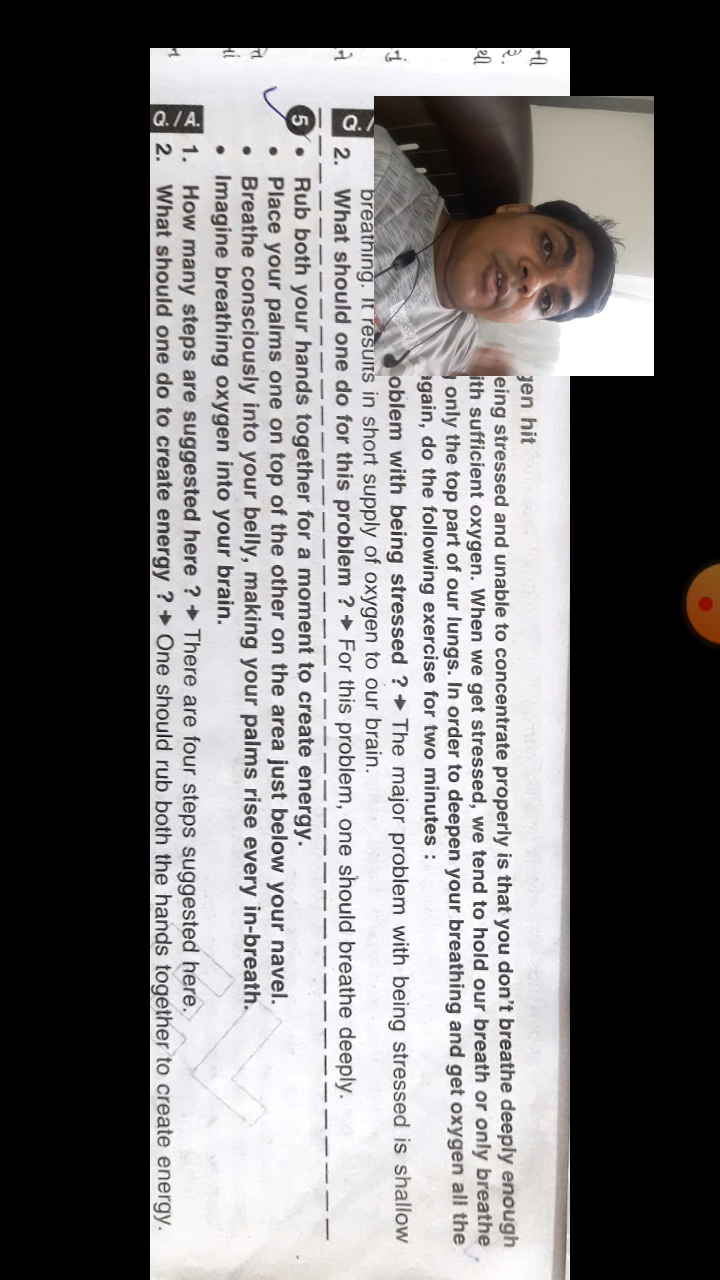 gen hit
eing stressed and unable to concentrate properly is that you don't breathe deeply enough
ith sufficient oxygen. When we get stressed, we tend to hold our breath or only breathe
only the top part of our lungs. In order to deepen your breathing and get oxygen all the
again, do the following exercise for two minutes :
oblem with being stressed ? → The major problem with being stressed is shallow
breathing. It results in short supply of oxygen to our brain.
Q. 2. What should one do for this problem ? → For this problem, one should breathe deeply.
5 • Rub both your hands together for a moment to create energy.
• Place your palms one on top of the other on the area just below your navel.
• Breathe consciously into your belly, making your palms rise every in-breath.
• Imagine breathing oxygen into your brain.
Q./A. 1. How many steps are suggested here ? → There are four steps suggested here.
2. What should one do to create energy ? → One should rub both the hands together to create energy.